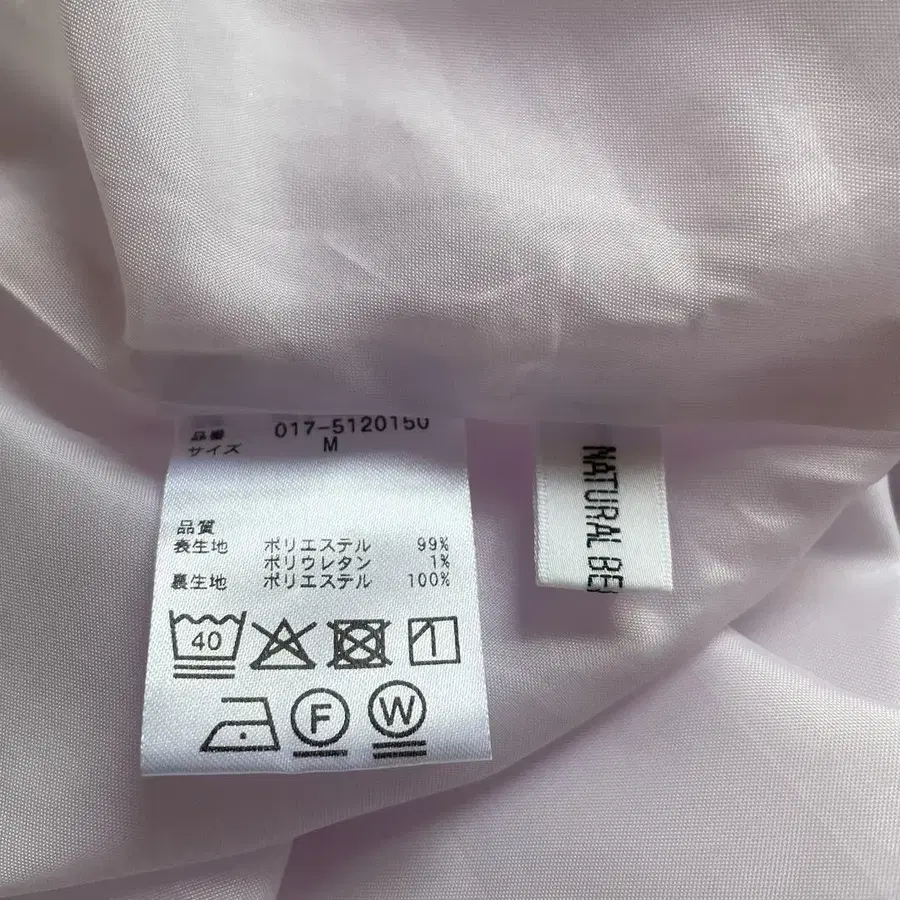 品番 017-5120150
サイズ M
品質
表生地 ポリエステル 99%
ポリウレタン 1%
裏生地 ポリエステル 100%
40
F W
NATURAL